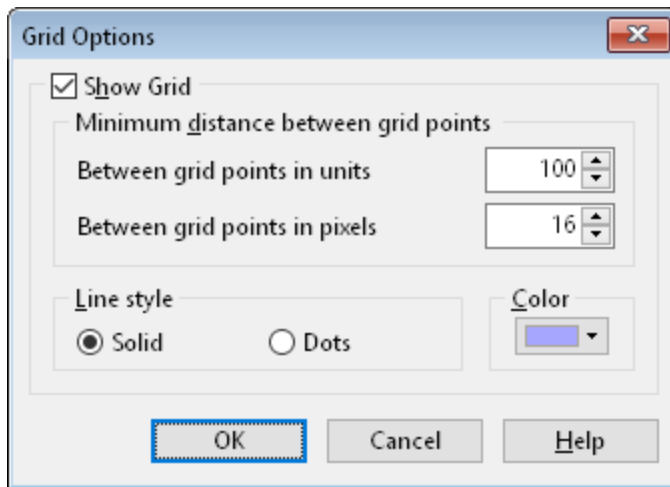 Grid Options
Show Grid
Minimum distance between grid points
Between grid points in units 100
Between grid points in pixels 16
Line style Color
Solid Dots
OK Cancel Help